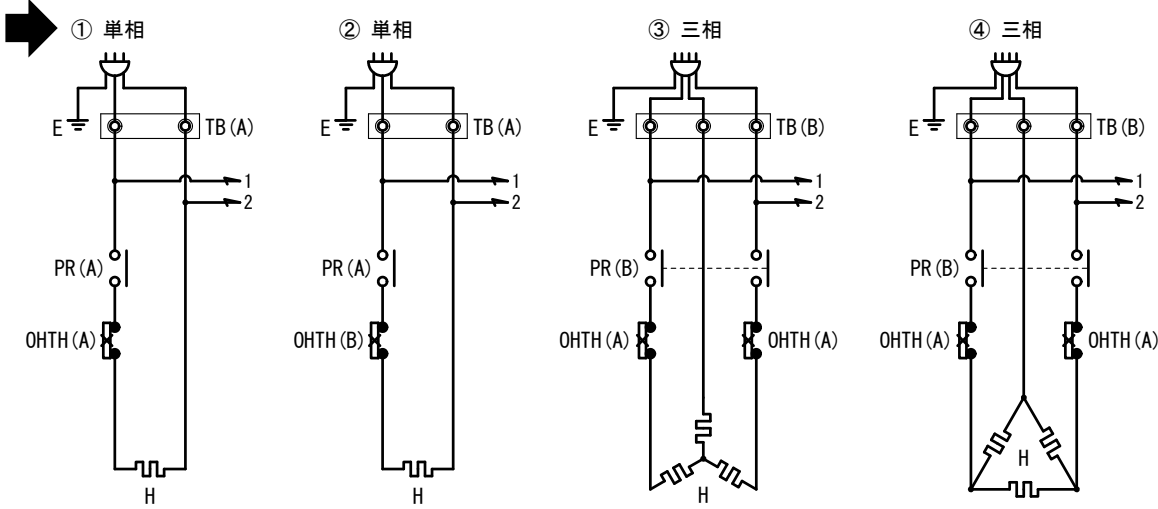 ① 単相
② 単相
③ 三相
④ 三相
E
TB(A)
E
TB(A)
E
TB(B)
E
TB(B)
1
1
1
1
2
2
2
2
PR(A)
PR(A)
PR(B)
PR(B)
OHTH(A)
OHTH(B)
OHTH(A)
OHTH(A)
OHTH(A)
OHTH(A)
H
H
H
H